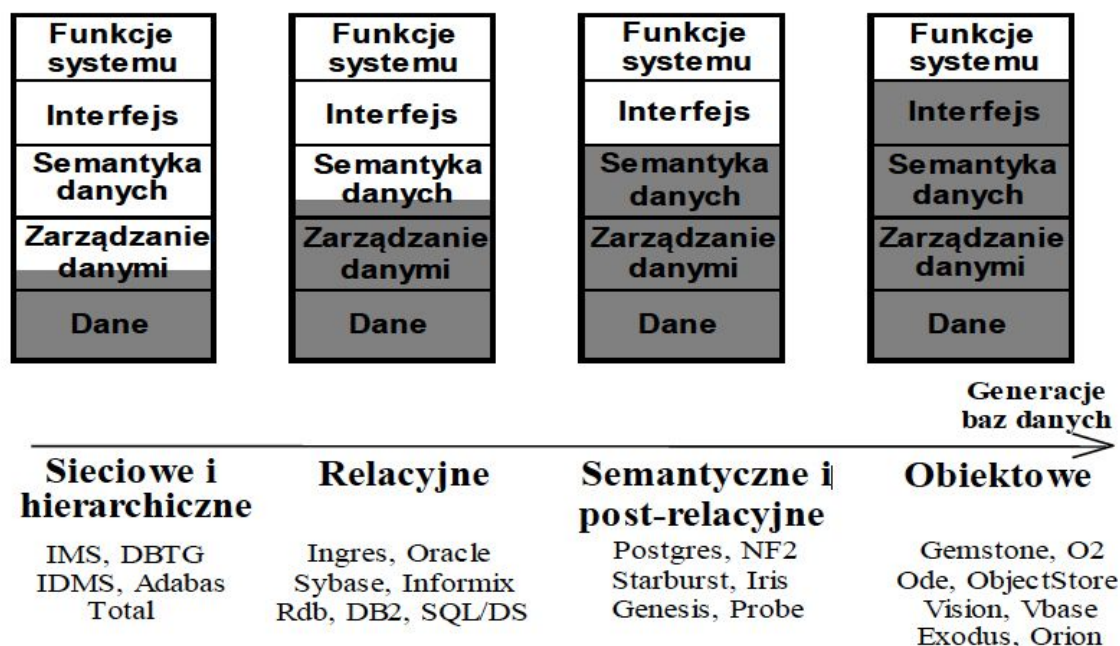 Funkcje
systemu
Interfejs
Semantyka
danych
Zarządzanie
danymi
Dane
Funkcje
systemu
Interfejs
Semantyka
danych
Zarządzanie
danymi
Dane
Funkcje
systemu
Interfejs
Semantyka
danych
Zarządzanie
danymi
Dane
Funkcje
systemu
Interfejs
Semantyka
danych
Zarządzanie
danymi
Dane
Generacje
baz danych
Sieciowe i
hierarchiczne
IMS, DBTG
IDMS, Adabas
Total
Relacyjne
Ingres, Oracle
Sybase, Informix
Rdb, DB2, SQL/DS
Semantyczne i
post-relacyjne
Postgres, NF2
Starburst, Iris
Genesis, Probe
Obiektowe
Gemstone, O2
Ode, ObjectStore
Vision, Vbase
Exodus, Orion